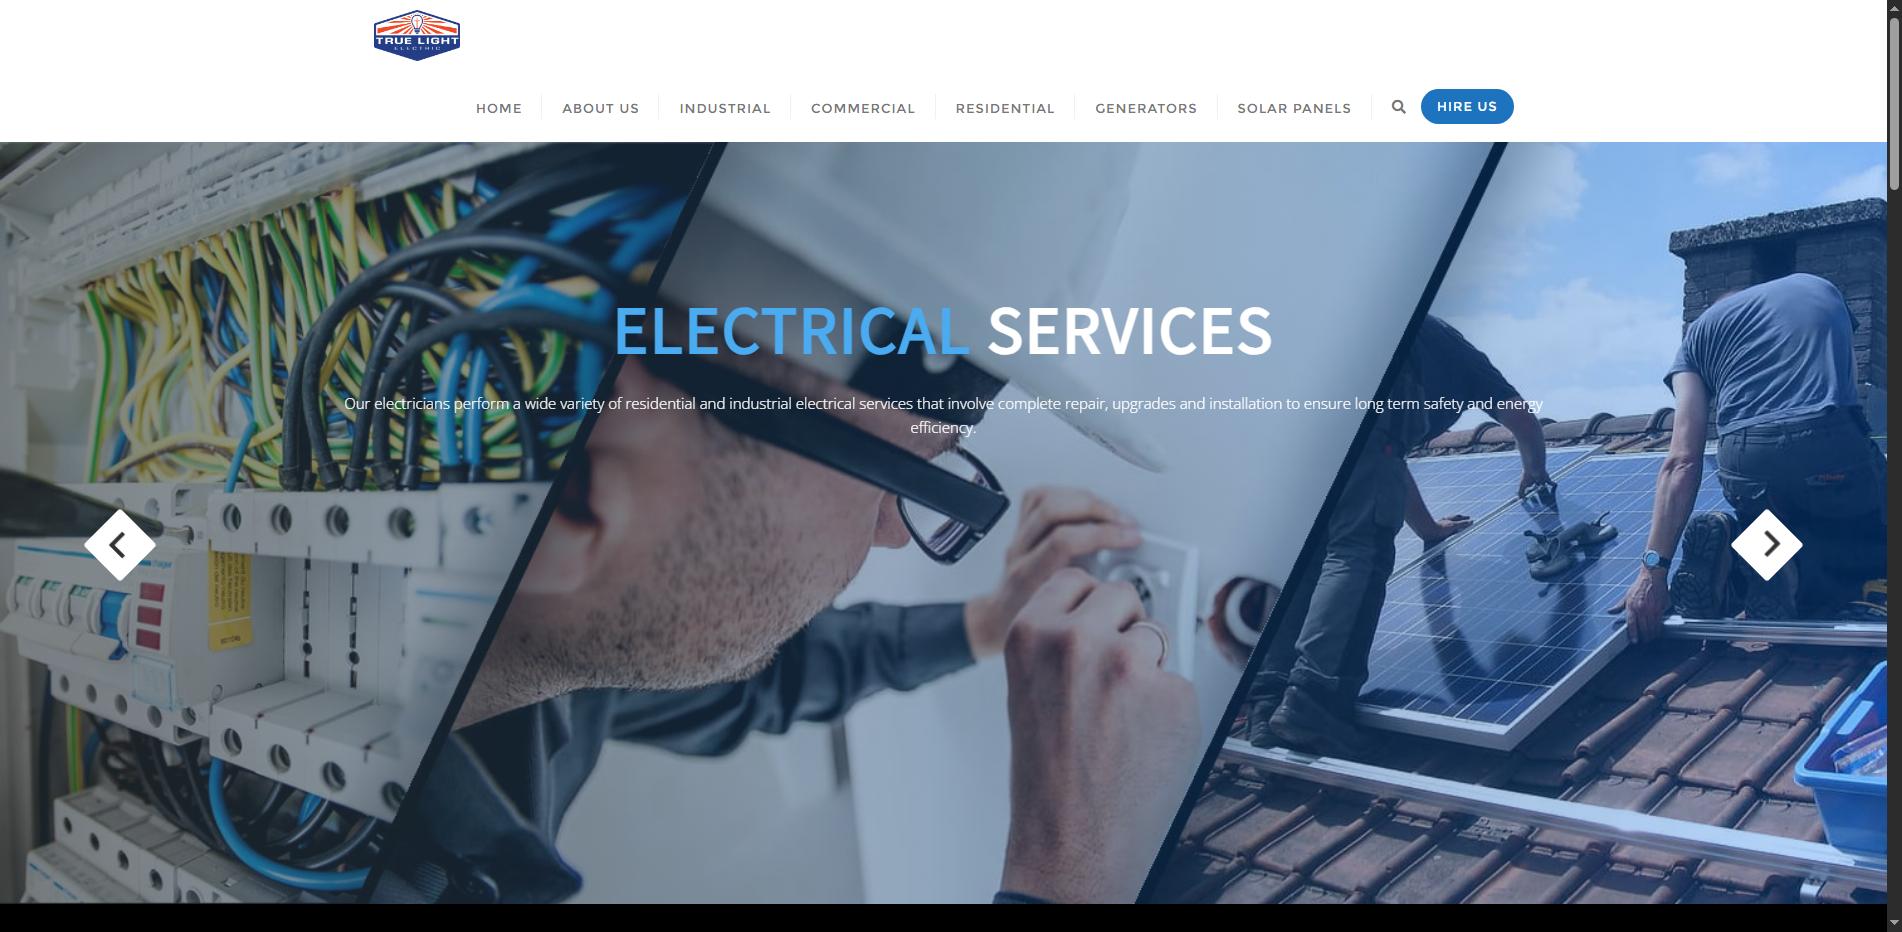 TRUE LIGHT
ELECTRIC
HOME
ABOUT US
INDUSTRIAL
COMMERCIAL
RESIDENTIAL
GENERATORS
SOLAR PANELS
HIRE US
ELECTRICAL SERVICES
Our electricians perform a wide variety of residential and industrial electrical services that involve complete repair, upgrades and installation to ensure long term safety and energy
efficiency.
hager